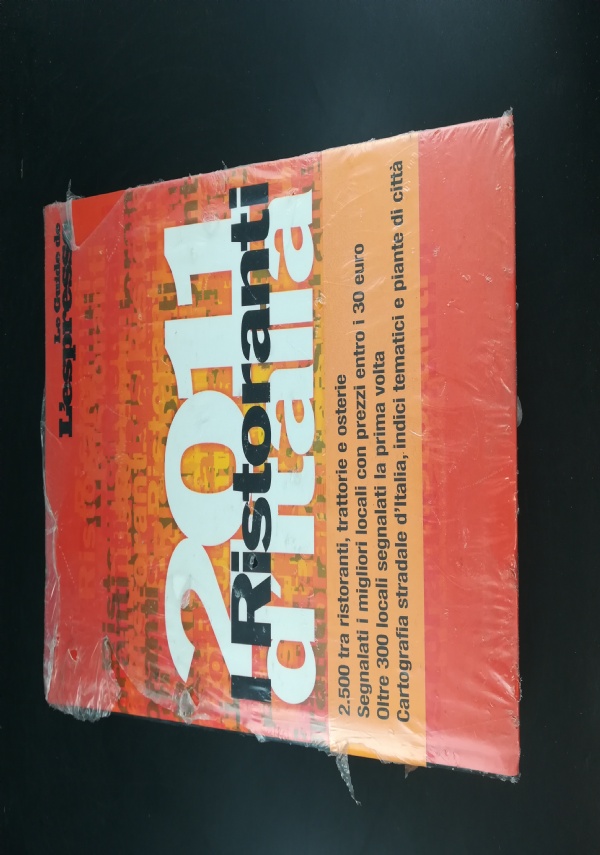 Le Guide de
L'espresso
2011
I Ristoranti
d'Italia
2.500 tra ristoranti, trattorie e osterie
Segnalati i migliori locali con prezzi entro i 30 euro
Oltre 300 locali segnalati la prima volta
Cartografia stradale d'Italia, indici tematici e piante di città